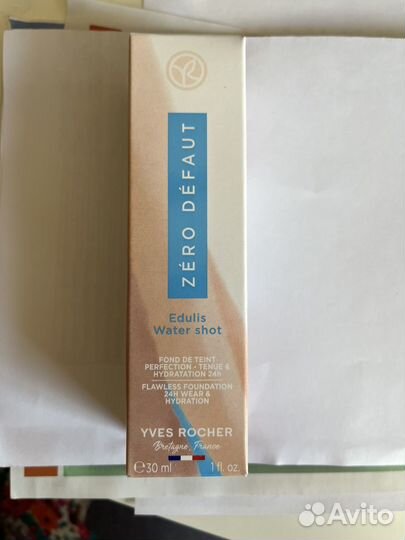 YR
ZÉRO DÉFAUT
Edulis
Water shot
FOND DE TEINT
PERFECTION - TENUE &
HYDRATATION 24h
FLAWLESS FOUNDATION
24H WEAR &
HYDRATION
YVES ROCHER
Bretagne, France
℮30 ml 1 fl. oz.
Avito